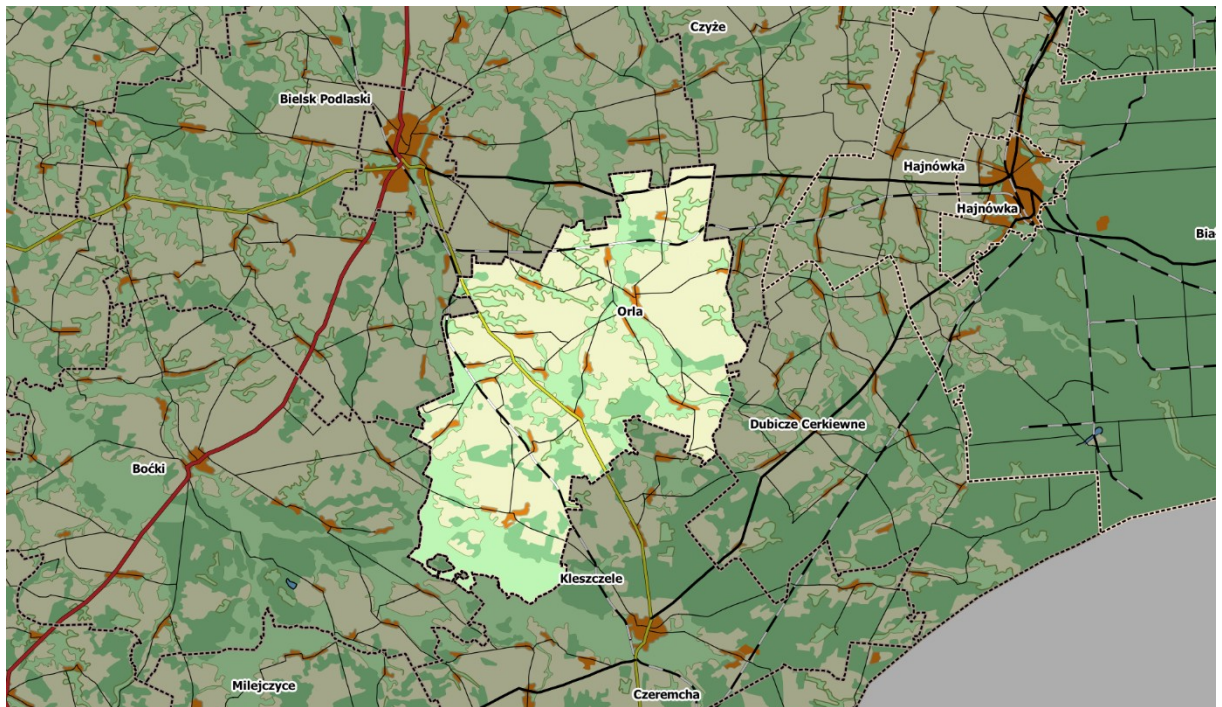 Czyże
Bielsk Podlaski
Hajnówka
Hajnówka
Bia
Orla
Dubicze Cerkiewne
Boćki
Kleszczele
Milejczyce
Czeremcha